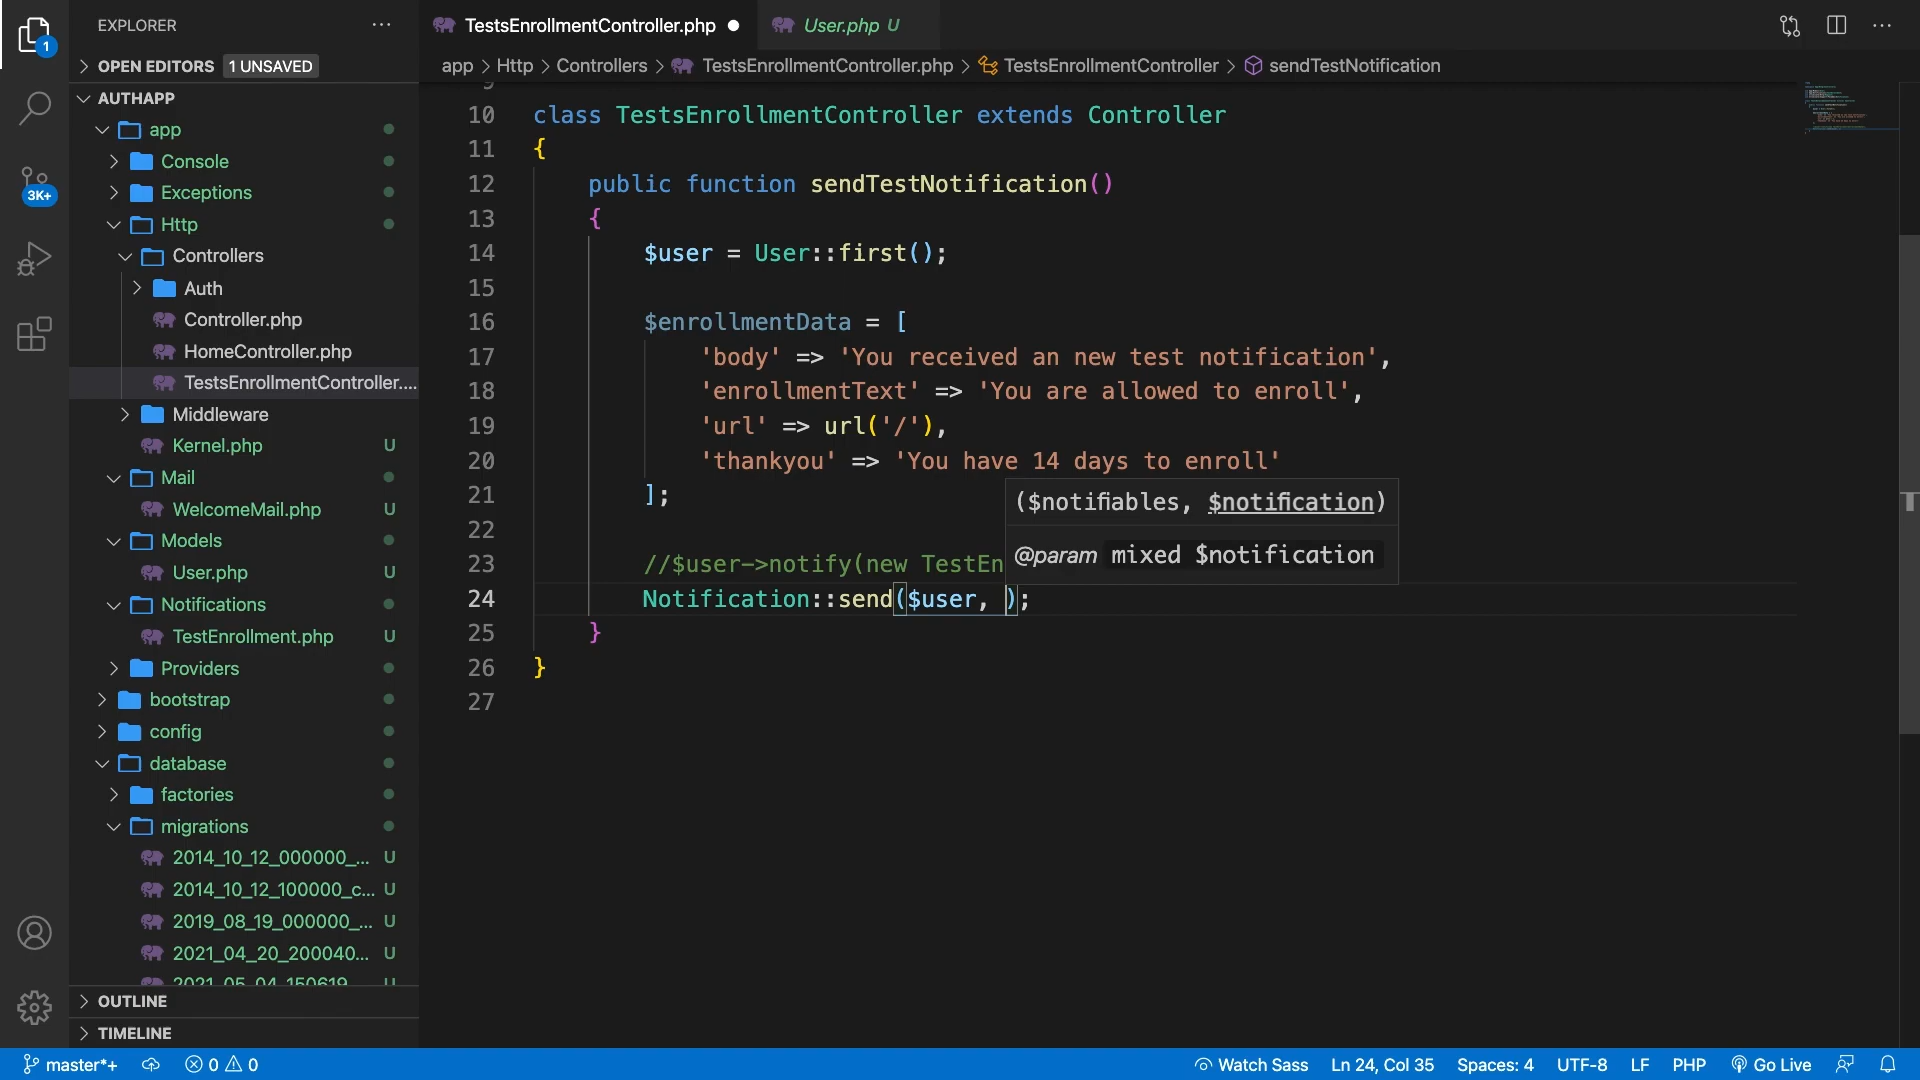 EXPLORER
TestsEnrollmentController.php
User.php U
1
OPEN EDITORS 1 UNSAVED
app > Http > Controllers > TestsEnrollmentController.php > TestsEnrollmentController > sendTestNotification
AUTHAPP
app
Console
Exceptions
Http
Controllers
Auth
Controller.php
HomeController.php
TestsEnrollmentController....
Middleware
Kernel.php U
Mail
WelcomeMail.php U
Models
User.php U
Notifications
TestEnrollment.php U
Providers
bootstrap
config
database
factories
migrations
2014_10_12_000000_... U
2014_10_12_100000_c... U
2019_08_19_000000_... U
2021_04_20_200040... U
2021_05_04_150619 U
OUTLINE
TIMELINE
3K+
10 class TestsEnrollmentController extends Controller
11 {
12 public function sendTestNotification()
13 {
14 $user = User::first();
15
16 $enrollmentData = [
17 'body' => 'You received an new test notification',
18 'enrollmentText' => 'You are allowed to enroll',
19 'url' => url('/'),
20 'thankyou' => 'You have 14 days to enroll'
21 ];
22
23 //$user->notify(new TestEn
24 Notification::send($user, );
25 }
26 }
27
($notifiables, $notification)
@param mixed $notification
master*+
0 0
Watch Sass
Ln 24, Col 35
Spaces: 4
UTF-8
LF
PHP
Go Live